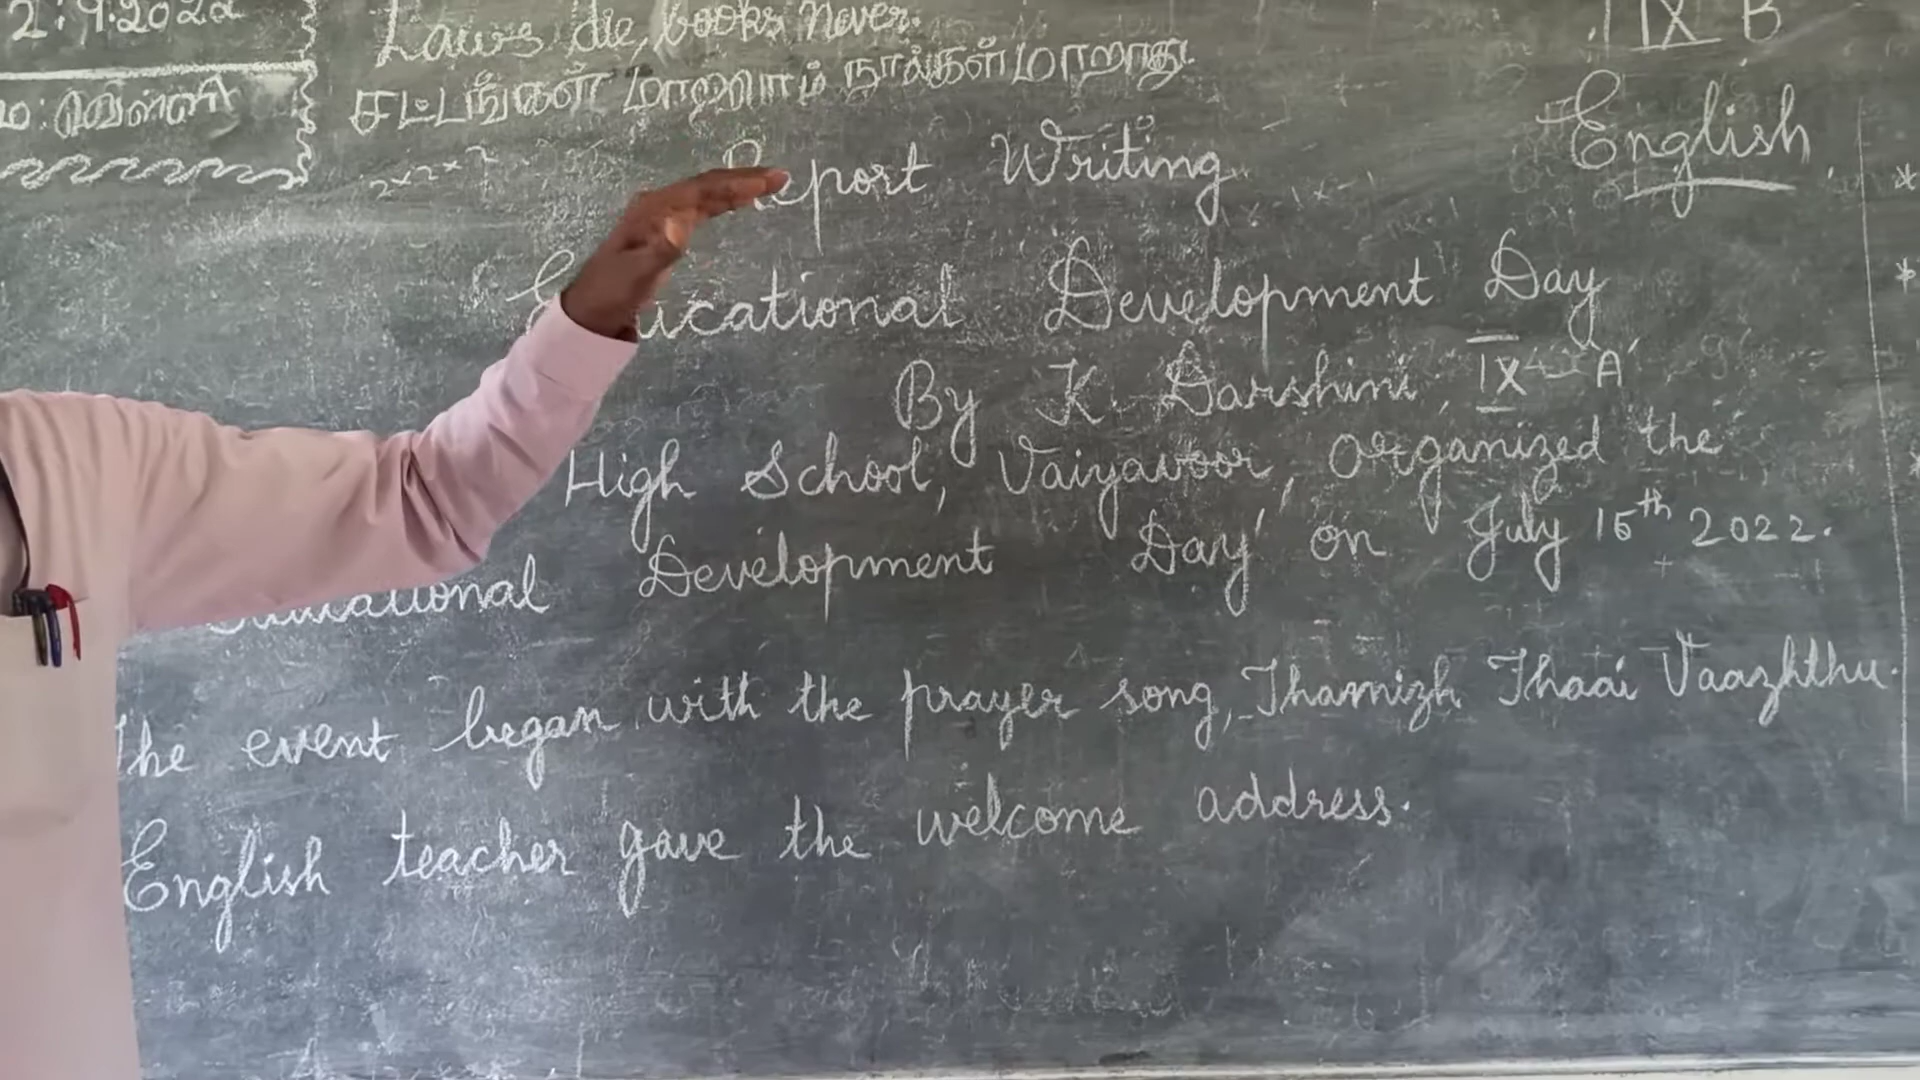 2:9.2022
Laws die, books never.
IX B
: வெள்ளி
சட்டங்கள் மாறலாம் நூல்கள் மாறாது.
English
Report Writing
Educational Development Day
By K. Darshini, IX - 'A'
High School, Vaiyavoor, organized the
Educational Development Day' on July 15th 2022.
The event began with the prayer song, Thamizh Thaai Vaazhthu.
English teacher gave the welcome address.